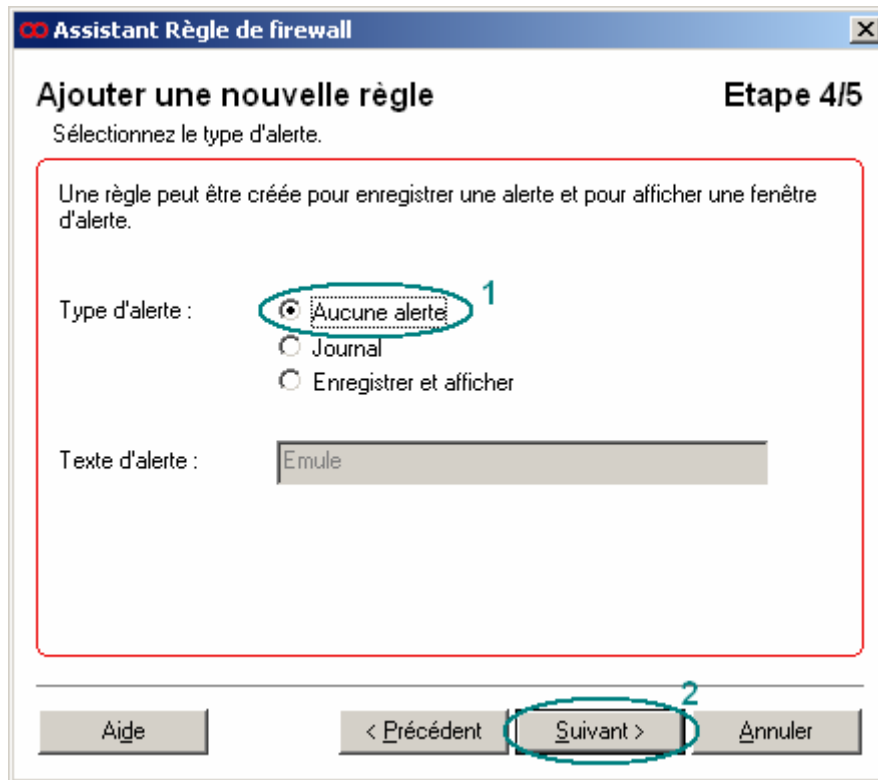 Assistant Règle de firewall
Ajouter une nouvelle règle Etape 4/5
Sélectionnez le type d'alerte.
Une règle peut être créée pour enregistrer une alerte et pour afficher une fenêtre
d'alerte.
Type d'alerte : Aucune alerte 1
Journal
Enregistrer et afficher
Texte d'alerte : Emule
2
Aide < Précédent Suivant > Annuler